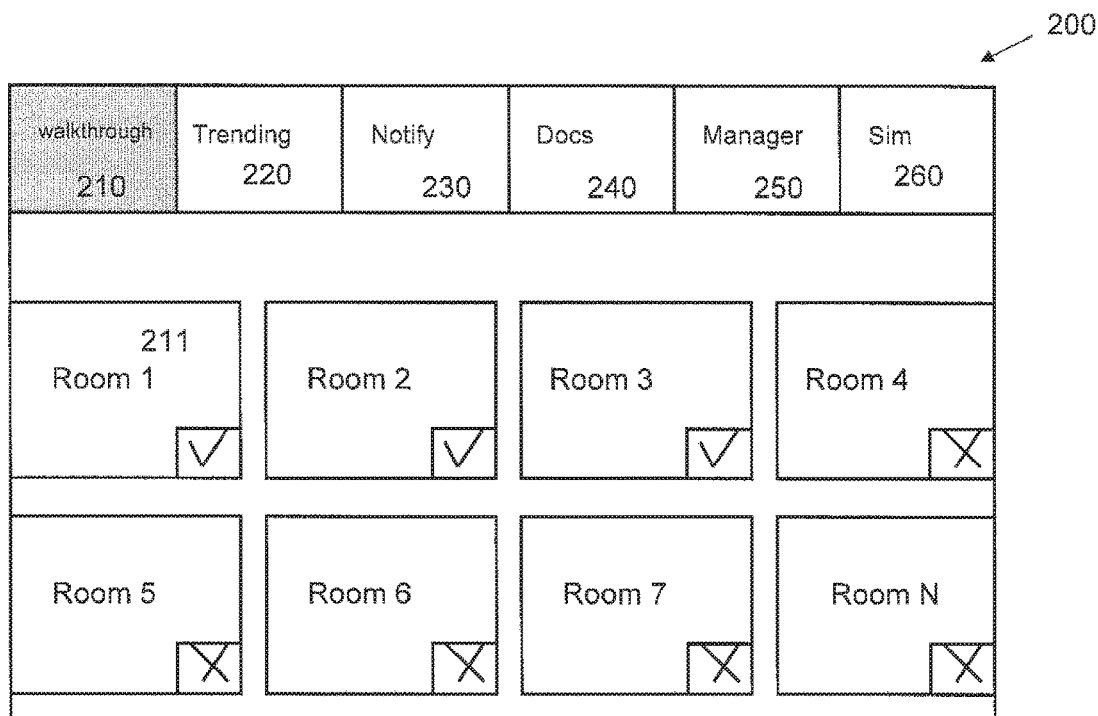 200
walkthrough Trending Notify Docs Manager Sim
210 220 230 240 250 260
211
Room 1 Room 2 Room 3 Room 4
Room 5 Room 6 Room 7 Room N